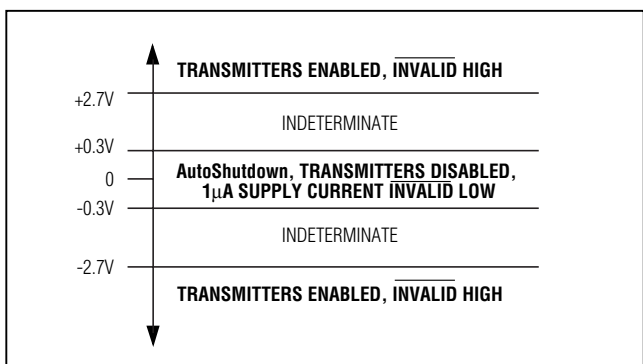 TRANSMITTERS ENABLED, INVALID HIGH
+2.7V
INDETERMINATE
+0.3V
AutoShutdown, TRANSMITTERS DISABLED,
0
1µA SUPPLY CURRENT INVALID LOW
-0.3V
INDETERMINATE
-2.7V
TRANSMITTERS ENABLED, INVALID HIGH